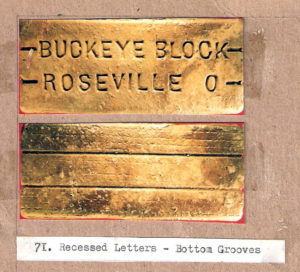 BUCKEYE BLOCK
ROSEVILLE O
71. Recessed Letters - Bottom Grooves